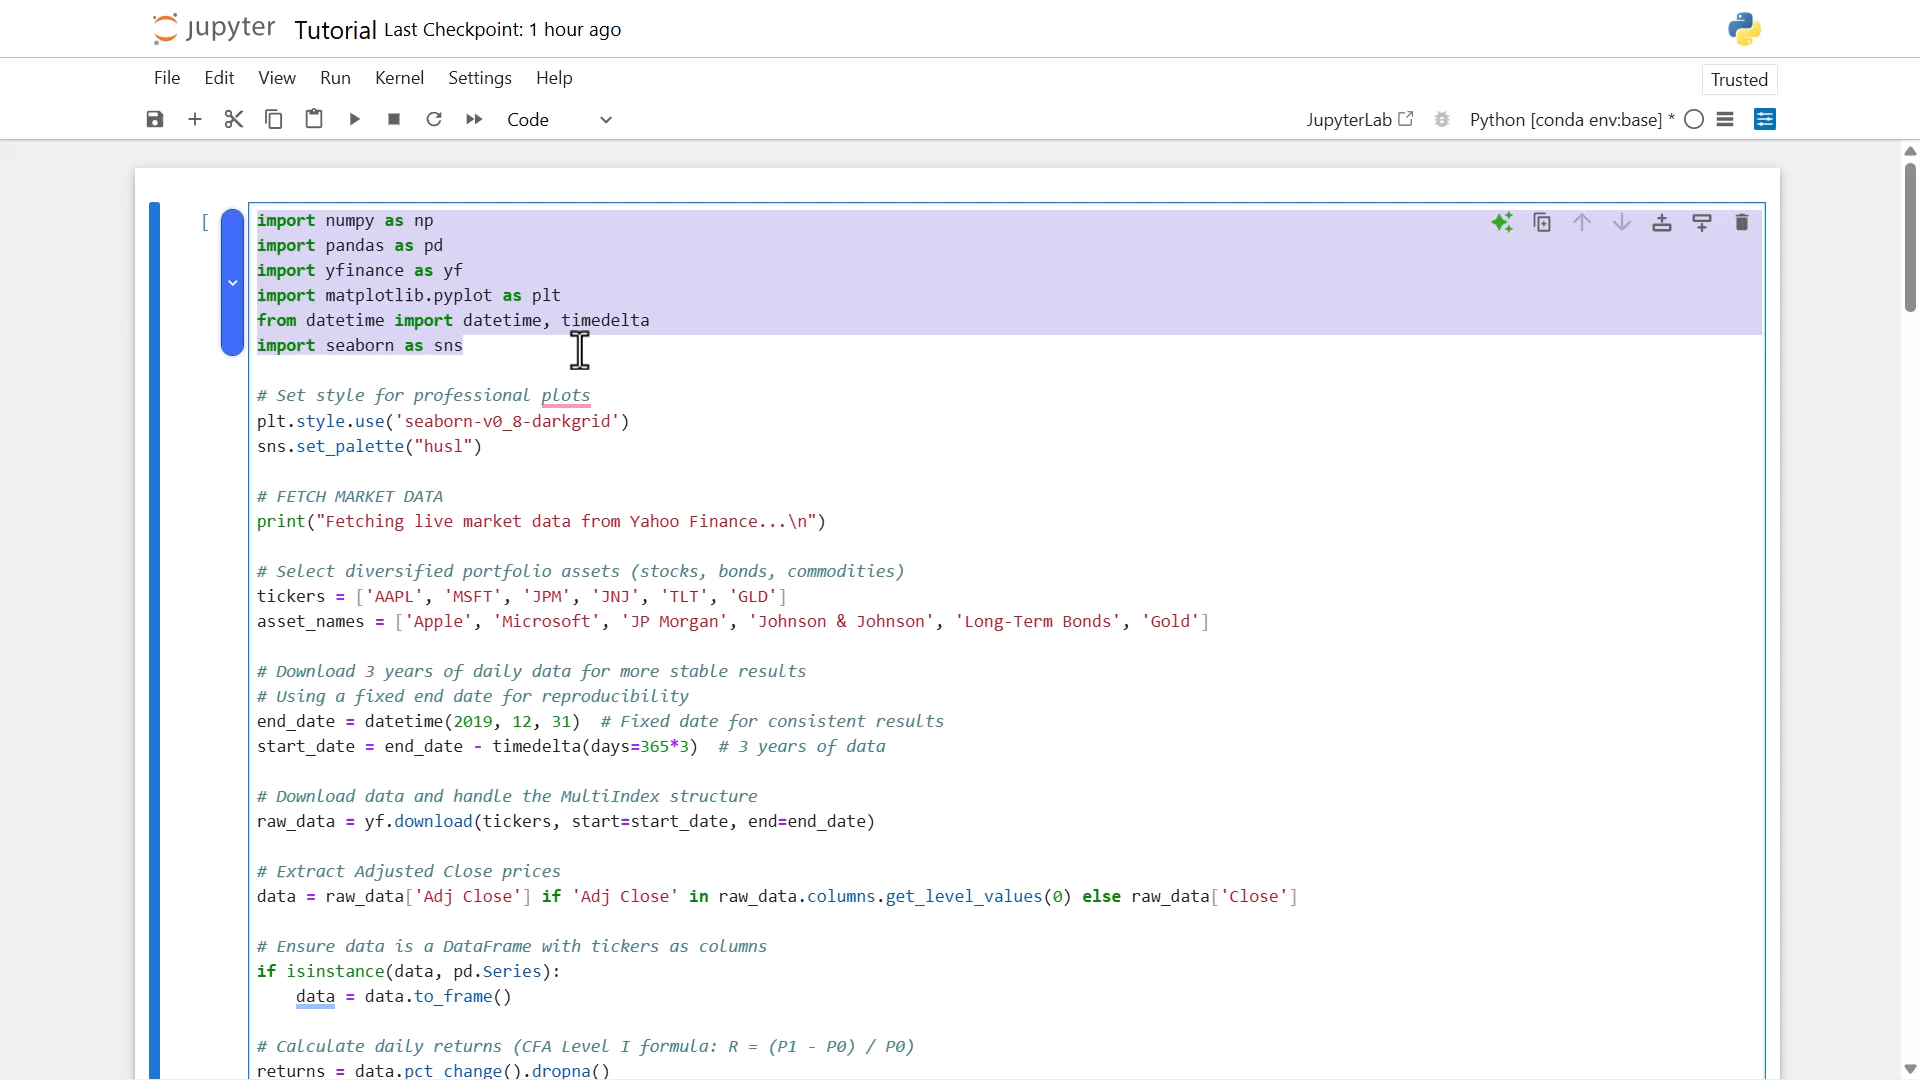 jupyter Tutorial Last Checkpoint: 1 hour ago
File Edit View Run Kernel Settings Help
Trusted
Code
JupyterLab
Python [conda env:base] *
[
import numpy as np
import pandas as pd
import yfinance as yf
import matplotlib.pyplot as plt
from datetime import datetime, timedelta
import seaborn as sns
# Set style for professional plots
plt.style.use('seaborn-v0_8-darkgrid')
sns.set_palette("husl")
# FETCH MARKET DATA
print("Fetching live market data from Yahoo Finance...\n")
# Select diversified portfolio assets (stocks, bonds, commodities)
tickers = ['AAPL', 'MSFT', 'JPM', 'JNJ', 'TLT', 'GLD']
asset_names = ['Apple', 'Microsoft', 'JP Morgan', 'Johnson & Johnson', 'Long-Term Bonds', 'Gold']
# Download 3 years of daily data for more stable results
# Using a fixed end date for reproducibility
end_date = datetime(2019, 12, 31)  # Fixed date for consistent results
start_date = end_date - timedelta(days=365*3)  # 3 years of data
# Download data and handle the MultiIndex structure
raw_data = yf.download(tickers, start=start_date, end=end_date)
# Extract Adjusted Close prices
data = raw_data['Adj Close'] if 'Adj Close' in raw_data.columns.get_level_values(0) else raw_data['Close']
# Ensure data is a DataFrame with tickers as columns
if isinstance(data, pd.Series):
    data = data.to_frame()
# Calculate daily returns (CFA Level I formula: R = (P1 - P0) / P0)
returns = data.pct_change().dropna()